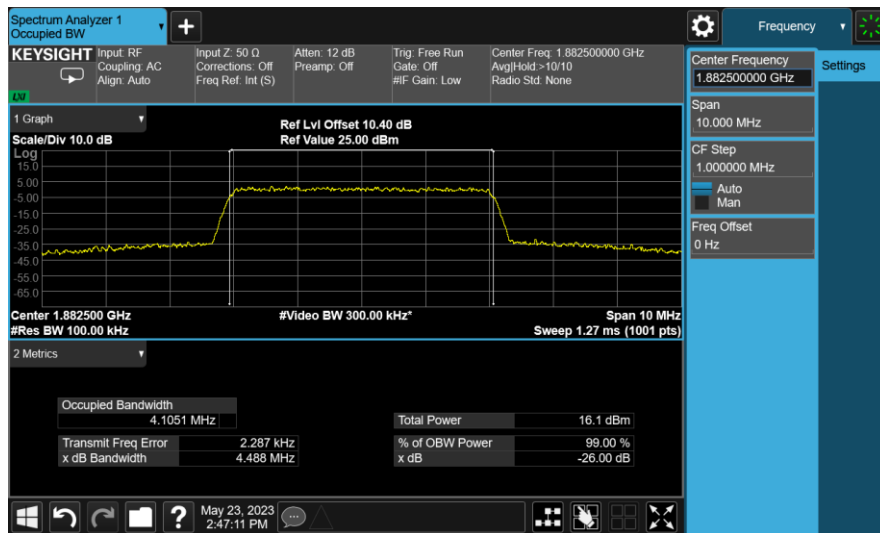 Spectrum Analyzer 1
Occupied BW
Frequency
KEYSIGHT
Input: RF
Coupling: AC
Align: Auto
Input Z: 50 Ω
Corrections: Off
Freq Ref: Int (S)
Atten: 12 dB
Preamp: Off
Trig: Free Run
Gate: Off
#IF Gain: Low
Center Freq: 1.882500000 GHz
Avg|Hold:>10/10
Radio Std: None
LXI
Center Frequency
1.882500000 GHz
Settings
Span
10.000 MHz
CF Step
1.000000 MHz
Auto
Man
Freq Offset
0 Hz
1 Graph
Scale/Div 10.0 dB
Ref Lvl Offset 10.40 dB
Ref Value 25.00 dBm
Log
15.0
5.00
-5.00
-15.0
-25.0
-35.0
-45.0
-55.0
-65.0
Center 1.882500 GHz
#Res BW 100.00 kHz
#Video BW 300.00 kHz*
Span 10 MHz
Sweep 1.27 ms (1001 pts)
2 Metrics
Occupied Bandwidth
4.1051 MHz
Total Power 16.1 dBm
Transmit Freq Error 2.287 kHz
% of OBW Power 99.00 %
x dB Bandwidth 4.488 MHz
x dB -26.00 dB
?
May 23, 2023
2:47:11 PM